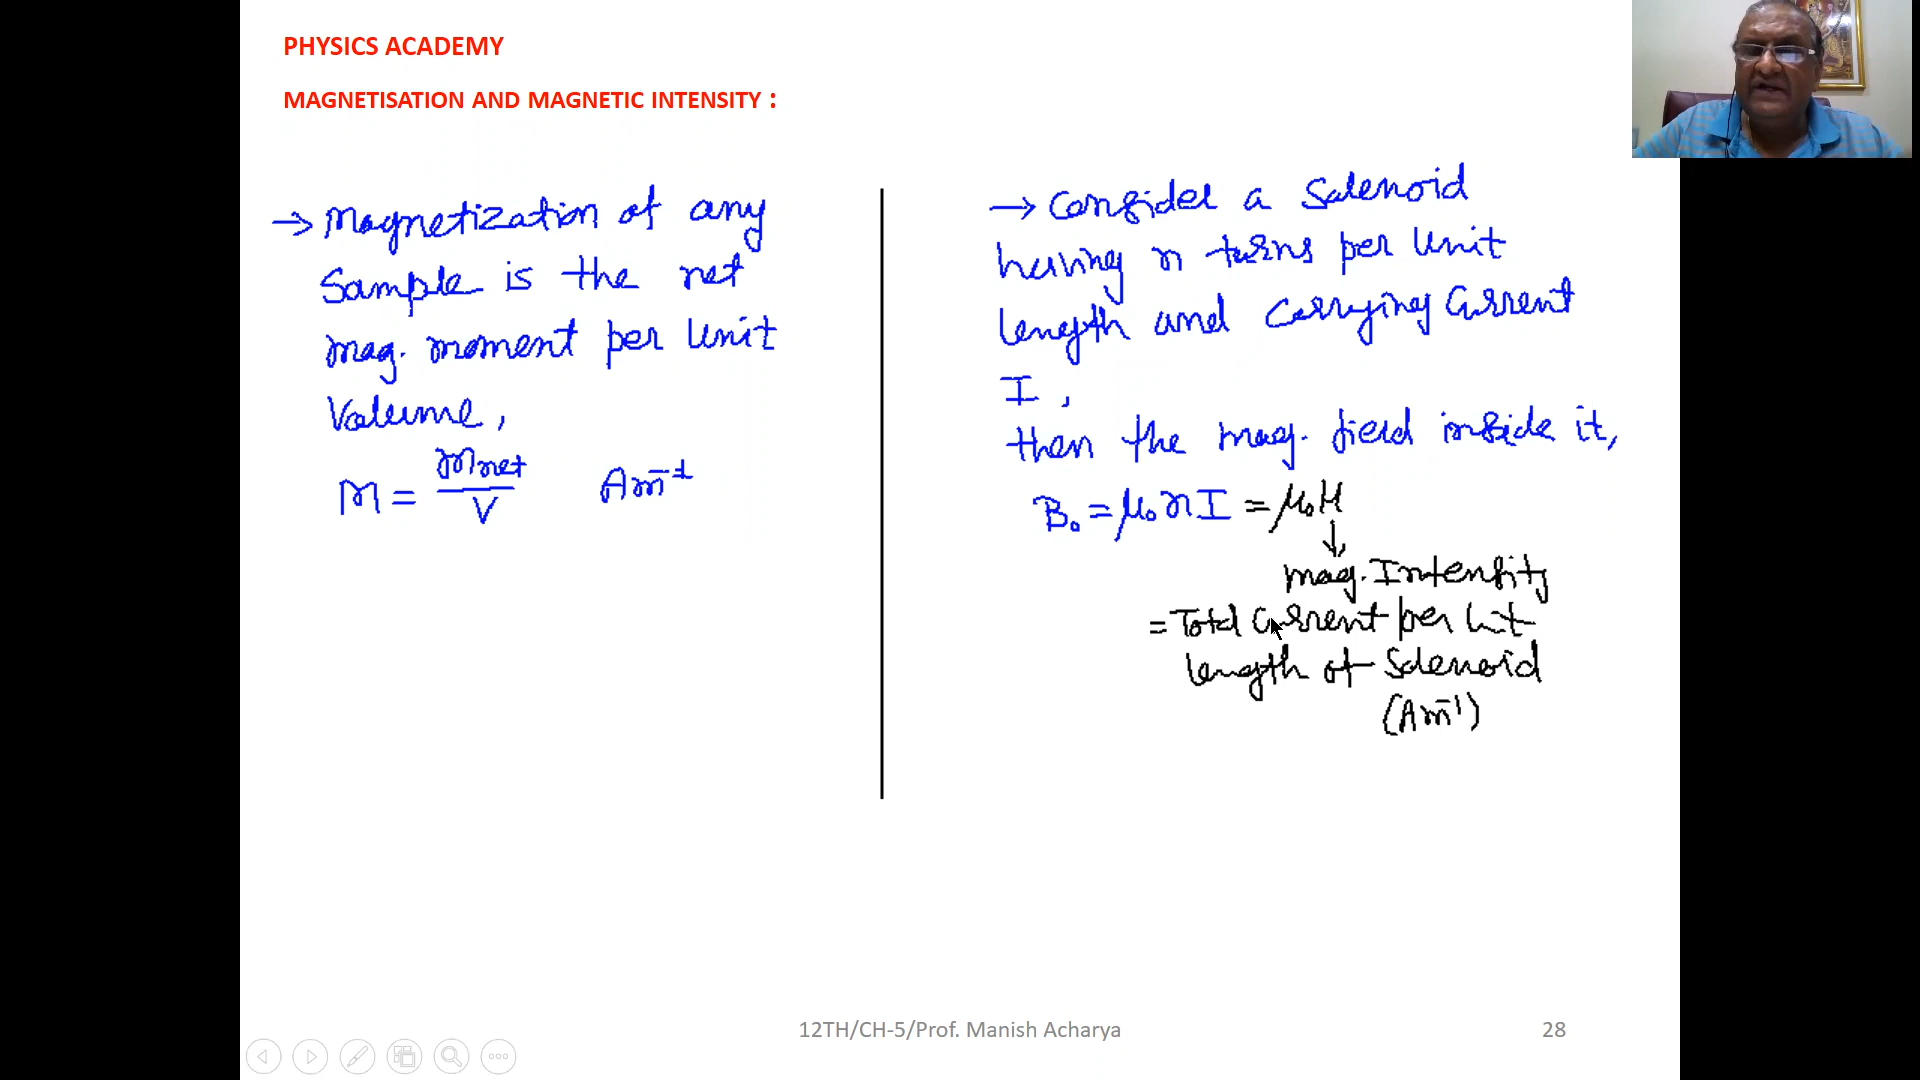 PHYSICS ACADEMY
MAGNETISATION AND MAGNETIC INTENSITY :
→ Magnetization of any
Sample is the net
mag. moment per Unit
Volume,
M = m net / V    Am⁻¹
→ Consider a Solenoid
having n turns per Unit
length and Carrying Current
I,
then the mag. field inside it,
B₀ = μ₀nI = μ₀H
↓
mag. Intensity
= Total Current per Unit
length of Solenoid
(Am⁻¹)
12TH/CH-5/Prof. Manish Acharya
28